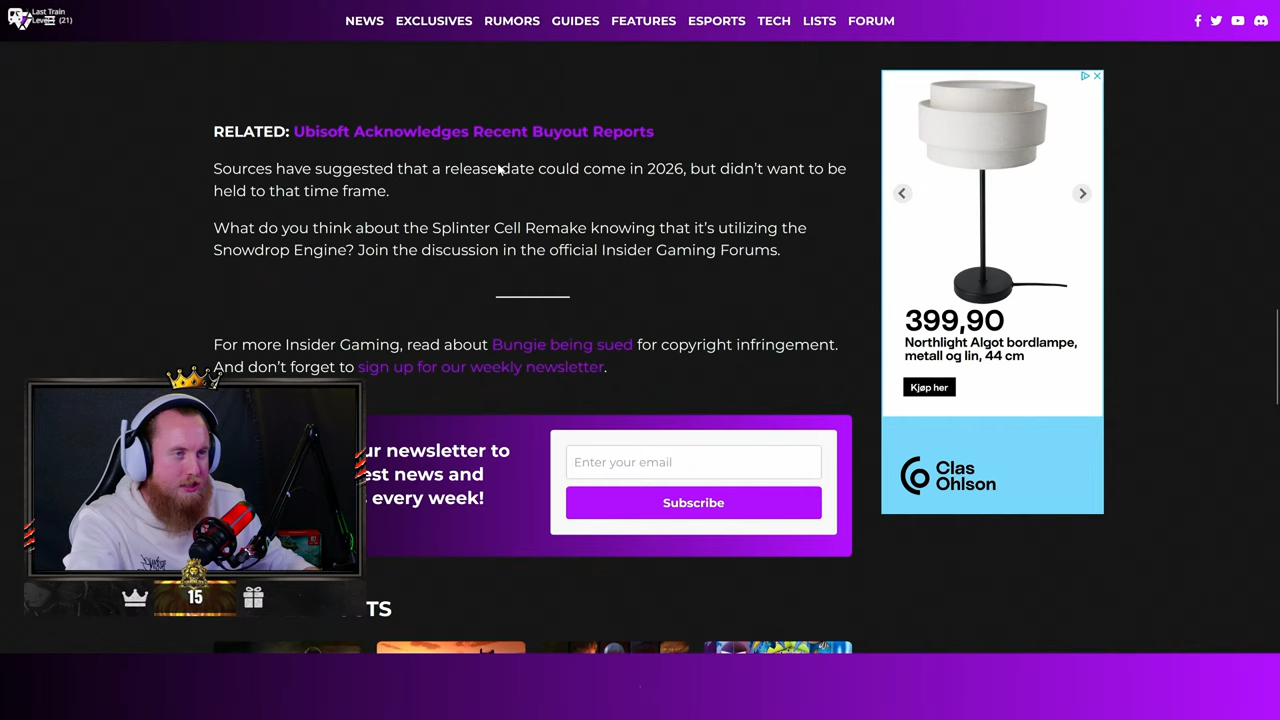 Last Train
Level 1 (21)
NEWS EXCLUSIVES RUMORS GUIDES FEATURES ESPORTS TECH LISTS FORUM
RELATED: Ubisoft Acknowledges Recent Buyout Reports
Sources have suggested that a release date could come in 2026, but didn't want to be
held to that time frame.
What do you think about the Splinter Cell Remake knowing that it's utilizing the
Snowdrop Engine? Join the discussion in the official Insider Gaming Forums.
For more Insider Gaming, read about Bungie being sued for copyright infringement.
And don't forget to sign up for our weekly newsletter.
ur newsletter to
est news and
every week!
Enter your email
Subscribe
15
TS
399,90
Northlight Algot bordlampe,
metall og lin, 44 cm
Kjøp her
Clas
Ohlson